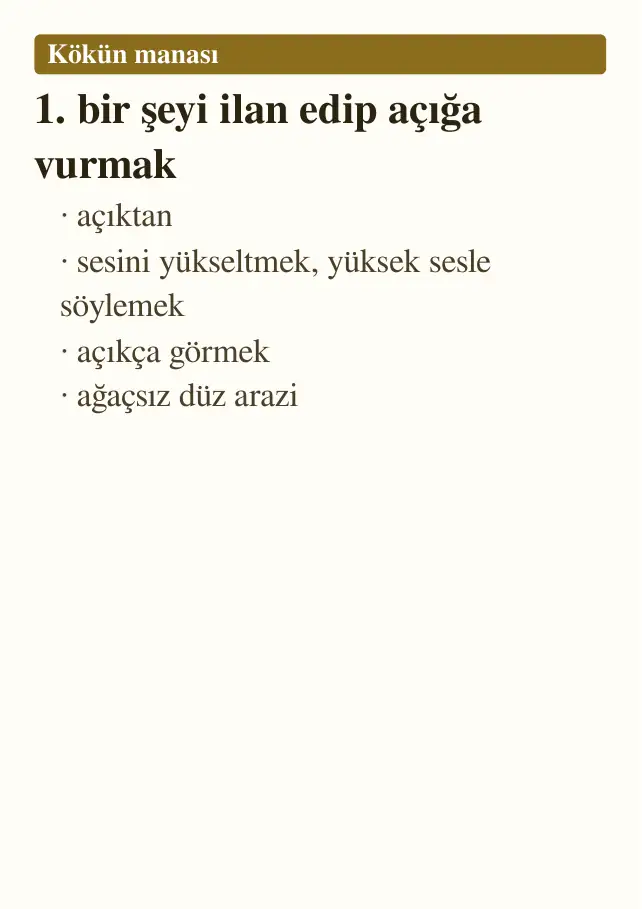 Kökün manası
1. bir şeyi ilan edip açığa
vurmak
· açıktan
· sesini yükseltmek, yüksek sesle
söylemek
· açıkça görmek
· ağaçsız düz arazi